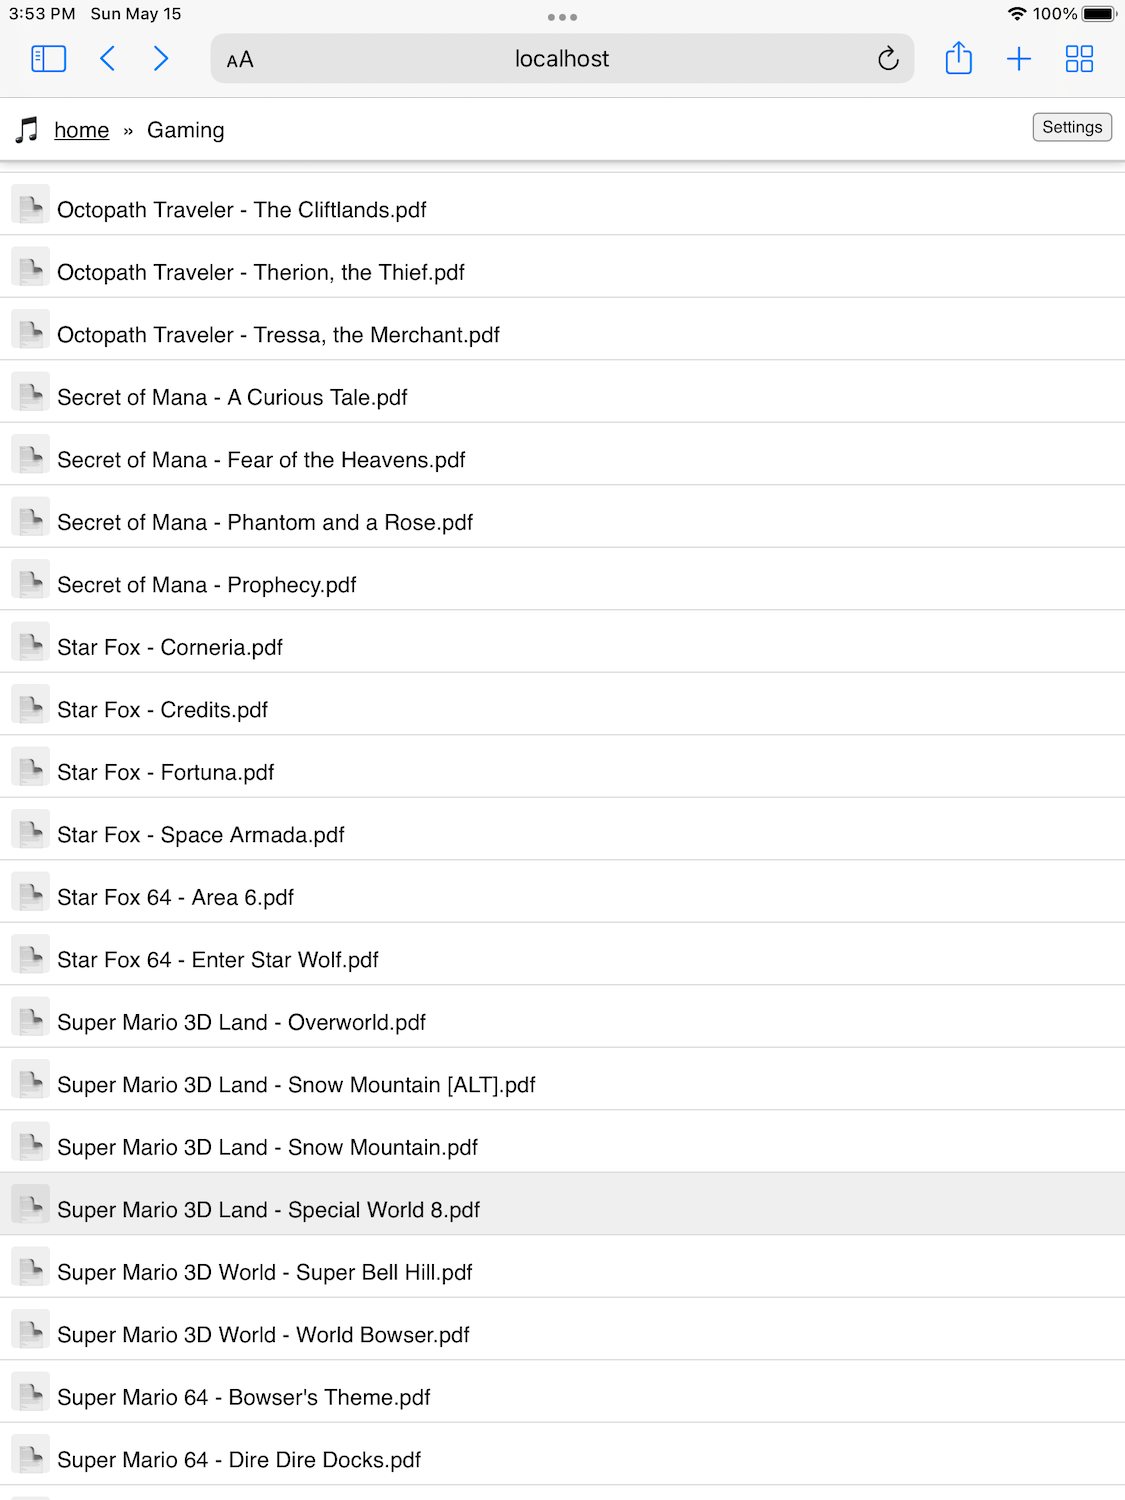 3:53 PM Sun May 15
100%
AA
localhost
home » Gaming
Settings
Octopath Traveler - The Cliftlands.pdf
Octopath Traveler - Therion, the Thief.pdf
Octopath Traveler - Tressa, the Merchant.pdf
Secret of Mana - A Curious Tale.pdf
Secret of Mana - Fear of the Heavens.pdf
Secret of Mana - Phantom and a Rose.pdf
Secret of Mana - Prophecy.pdf
Star Fox - Corneria.pdf
Star Fox - Credits.pdf
Star Fox - Fortuna.pdf
Star Fox - Space Armada.pdf
Star Fox 64 - Area 6.pdf
Star Fox 64 - Enter Star Wolf.pdf
Super Mario 3D Land - Overworld.pdf
Super Mario 3D Land - Snow Mountain [ALT].pdf
Super Mario 3D Land - Snow Mountain.pdf
Super Mario 3D Land - Special World 8.pdf
Super Mario 3D World - Super Bell Hill.pdf
Super Mario 3D World - World Bowser.pdf
Super Mario 64 - Bowser's Theme.pdf
Super Mario 64 - Dire Dire Docks.pdf